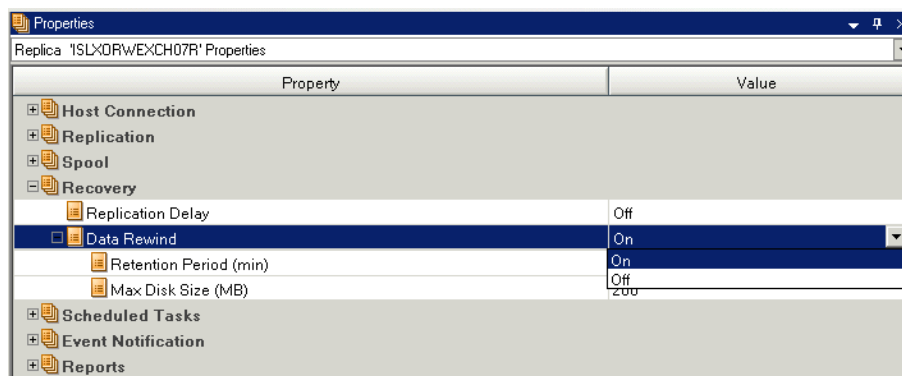 Properties
Replica 'ISLXORWEXCH07R' Properties
Property Value
Host Connection
Replication
Spool
Recovery
Replication Delay Off
Data Rewind On
Retention Period (min) On
Off
Max Disk Size (MB) 200
Scheduled Tasks
Event Notification
Reports